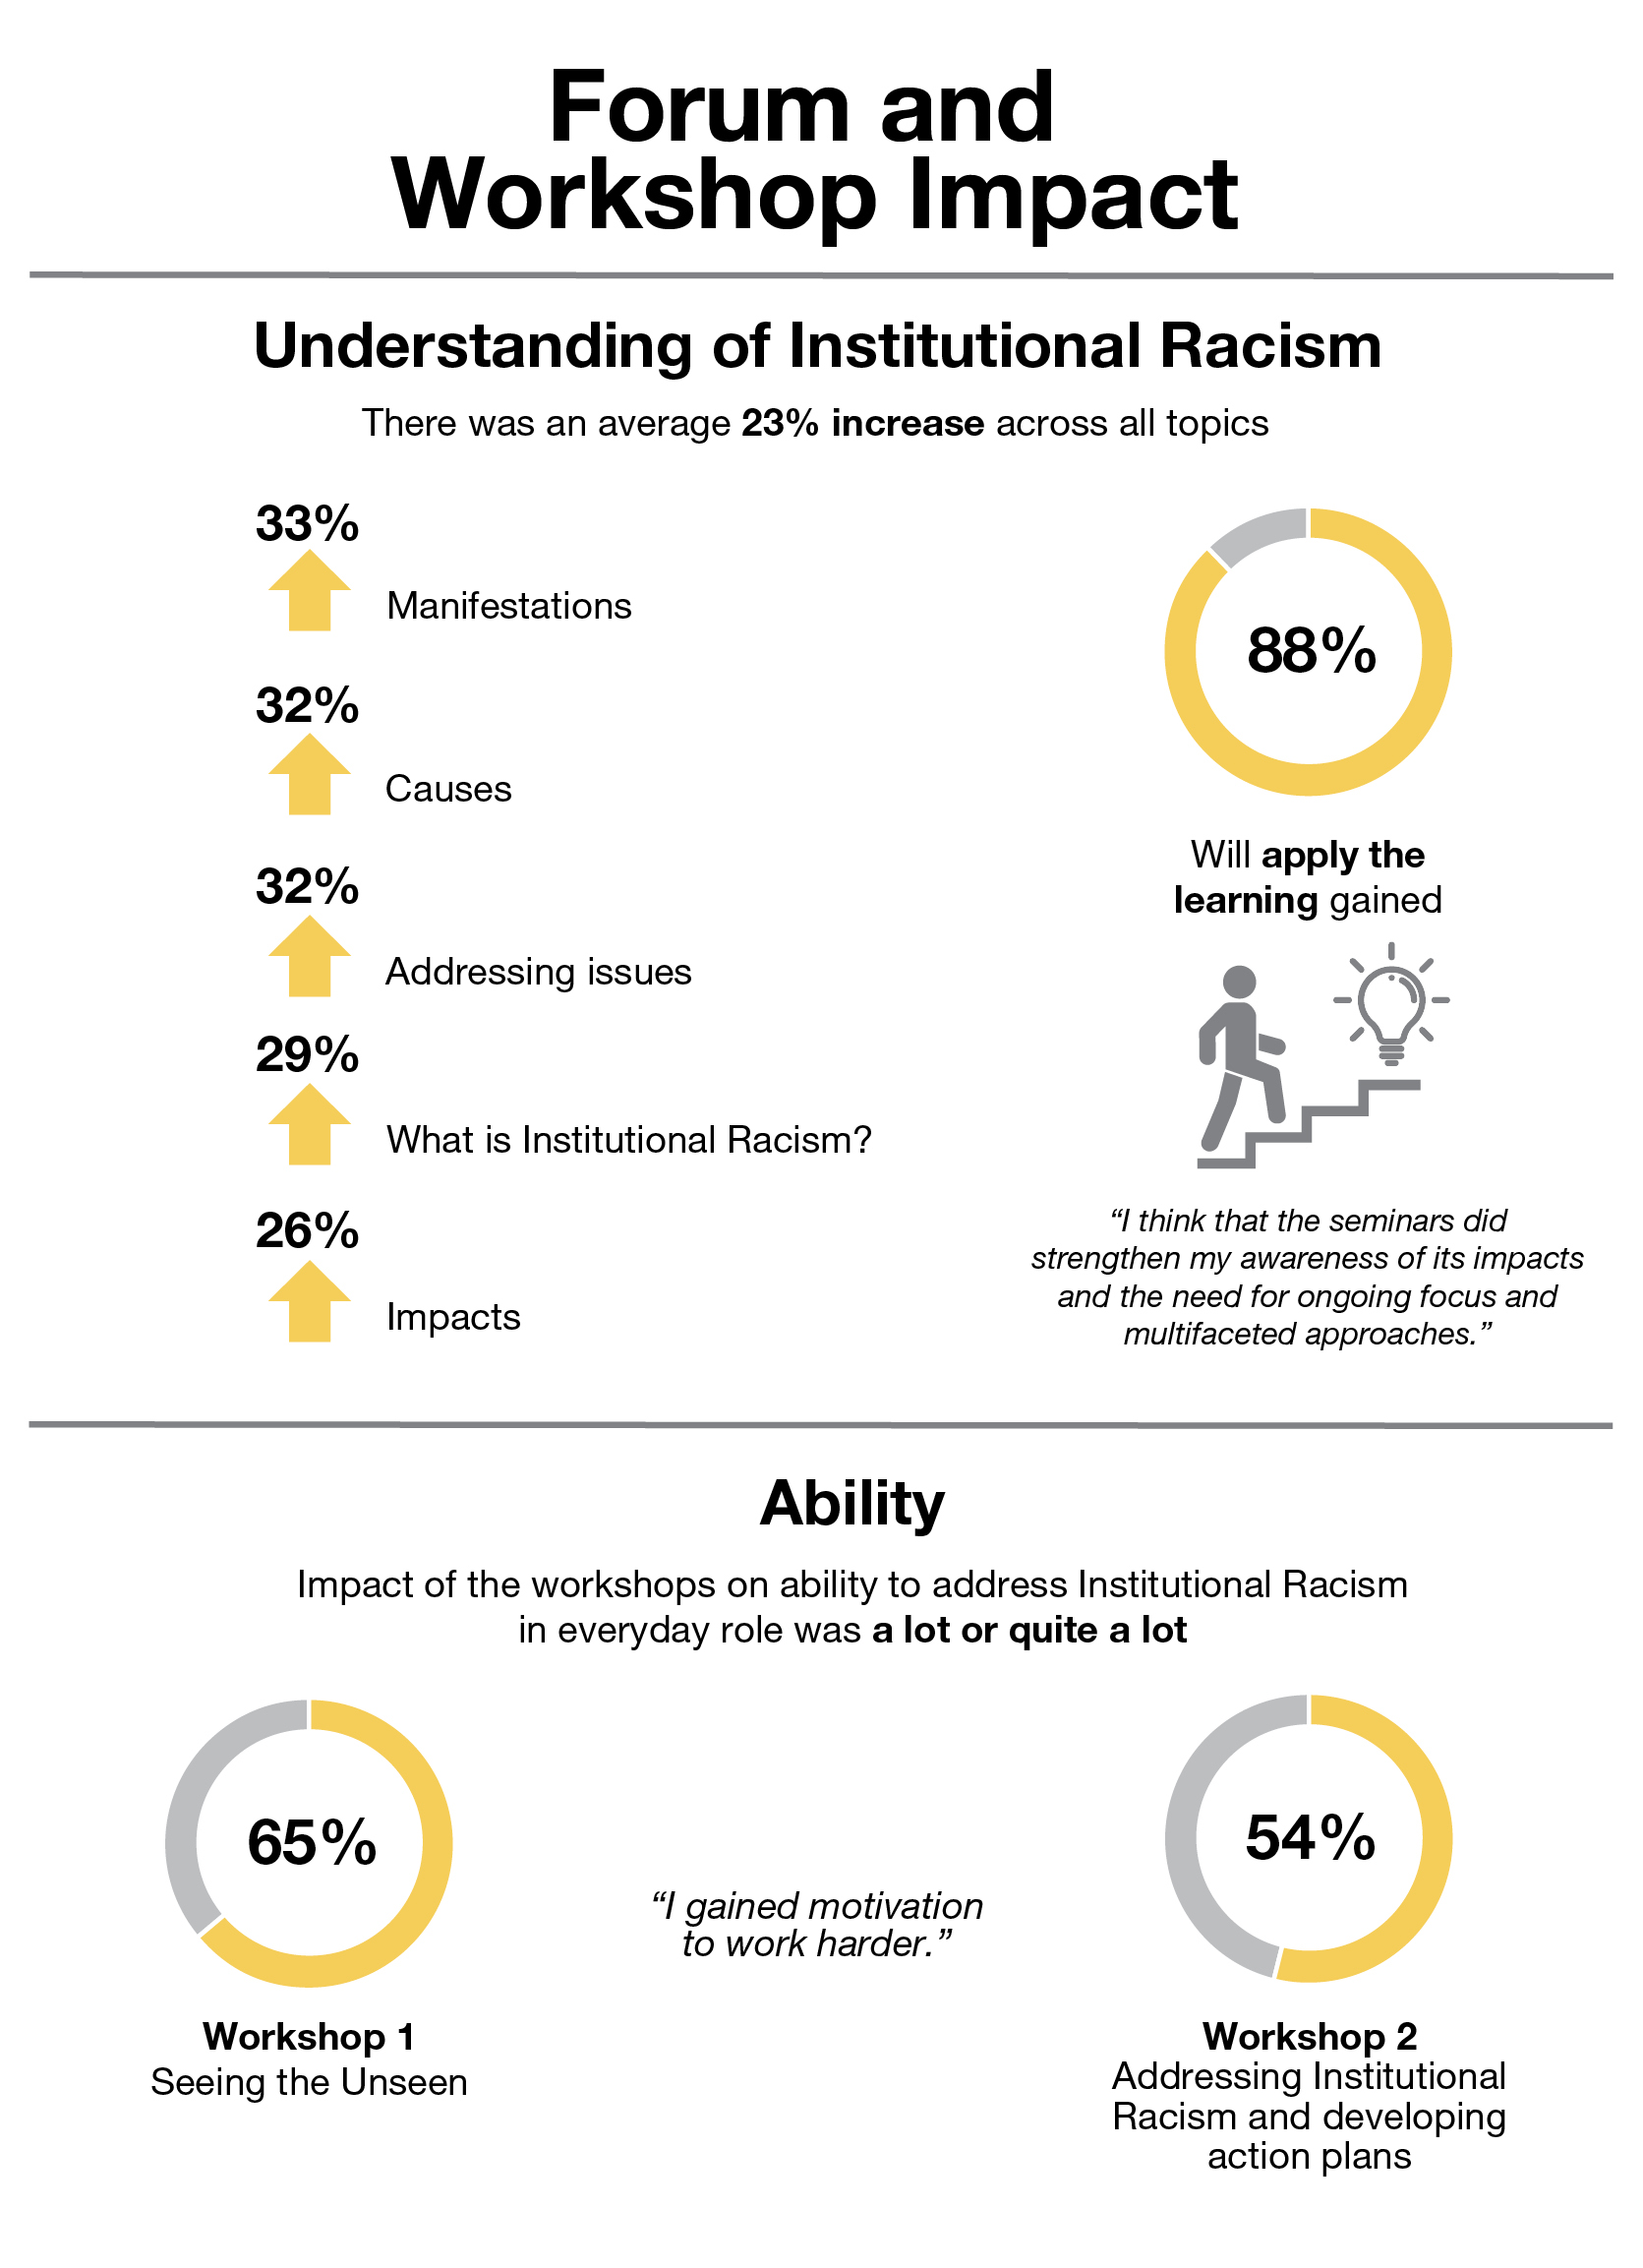 Forum and
Workshop Impact
Understanding of Institutional Racism
There was an average 23% increase across all topics
33%
Manifestations
32%
Causes
32%
Addressing issues
29%
What is Institutional Racism?
26%
Impacts
88%
Will apply the
learning gained
“I think that the seminars did
strengthen my awareness of its impacts
and the need for ongoing focus and
multifaceted approaches.”
Ability
Impact of the workshops on ability to address Institutional Racism
in everyday role was a lot or quite a lot
65%
Workshop 1
Seeing the Unseen
“I gained motivation
to work harder.”
54%
Workshop 2
Addressing Institutional
Racism and developing
action plans